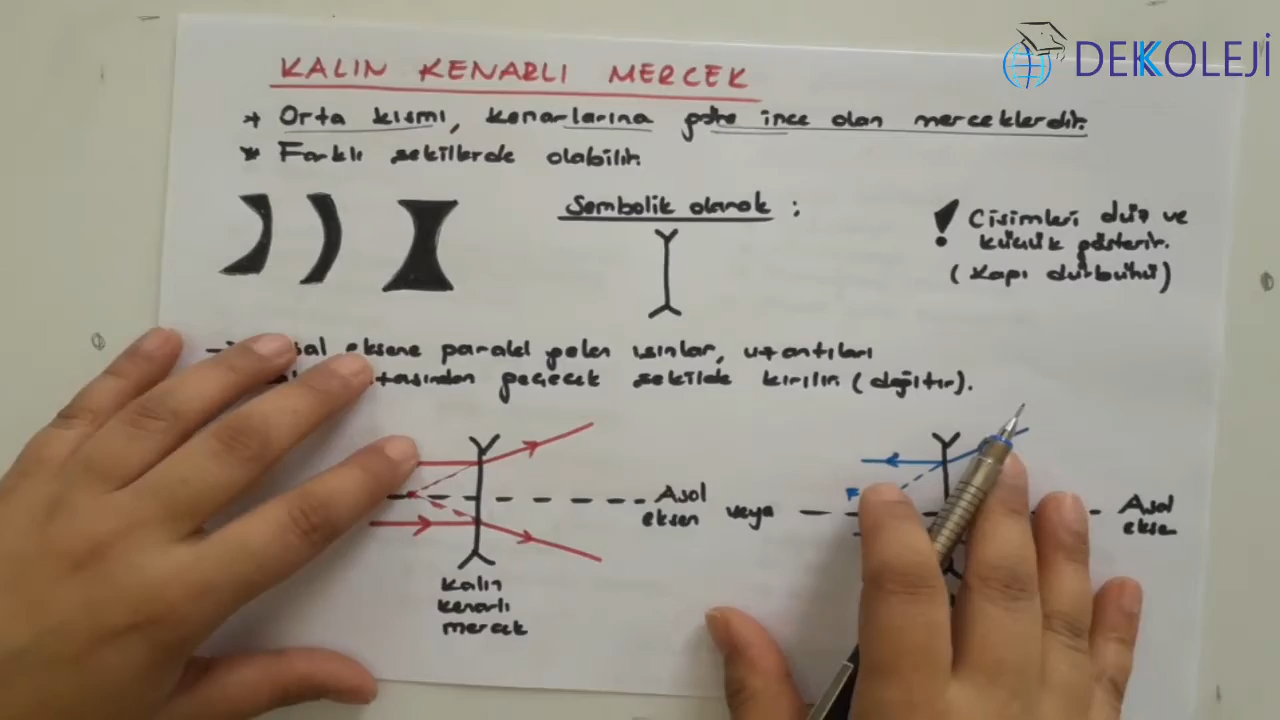 DEKKOLEJİ
KALIN KENARLI MERCEK
* Orta kısmı, kenarlarına göre ince olan merceklerdir.
* Farklı şekillerde olabilir.
Sembolik olarak :
! Cisimleri düz ve
küçük gösterir.
(Kapı dürbünü)
eksene paralel gelen ışınlar, uzantıları
geçecek şekilde kırılır (dağıtır).
Asal
eksen
veya
F
Asal
eksen
Kalın
kenarlı
mercek